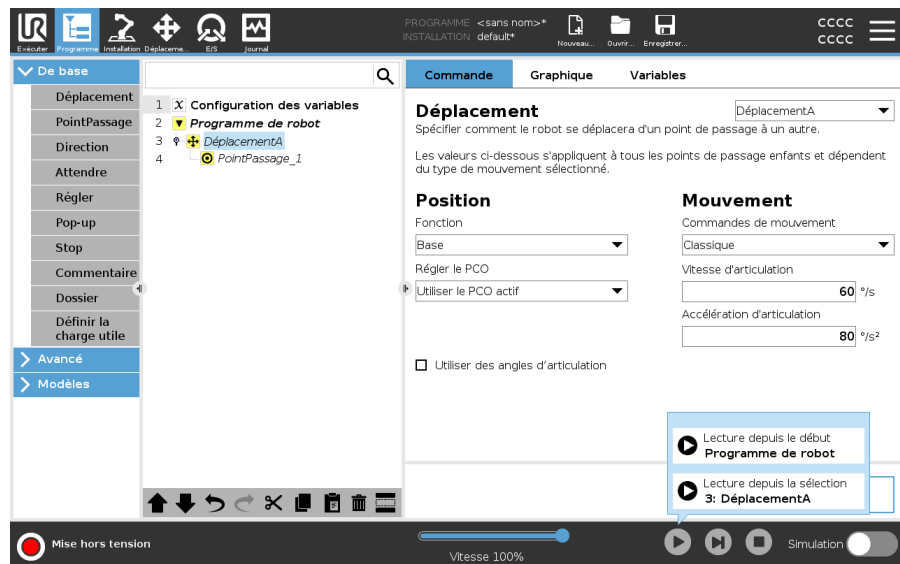 UR
PROGRAMME <sans nom>*
INSTALLATION default*
Exécuter Programme Installation Déplaceme... E/S Journal
Nouveau... Ouvrir... Enregistrer...
CCCC
CCCC
De base
Déplacement
PointPassage
Direction
Attendre
Régler
Pop-up
Stop
Commentaire
Dossier
Définir la
charge utile
Avancé
Modèles
1 X Configuration des variables
2 Programme de robot
3 DéplacementA
4 PointPassage_1
Commande Graphique Variables
Déplacement
DéplacementA
Spécifier comment le robot se déplacera d'un point de passage à un autre.
Les valeurs ci-dessous s'appliquent à tous les points de passage enfants et dépendent
du type de mouvement sélectionné.
Position
Mouvement
Fonction
Commandes de mouvement
Base
Classique
Régler le PCO
Vitesse d'articulation
Utiliser le PCO actif
60 °/s
Accélération d'articulation
80 °/s²
Utiliser des angles d'articulation
Lecture depuis le début
Programme de robot
Lecture depuis la sélection
3: DéplacementA
Mise hors tension
Vitesse 100%
Simulation